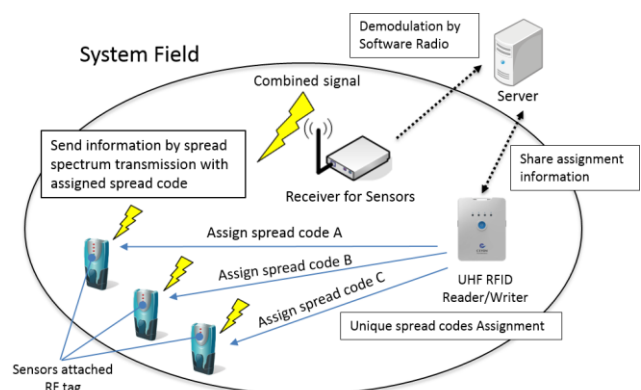 Demodulation by
Software Radio
System Field
Combined signal
Server
Send information by spread
spectrum transmission with
assigned spread code
Receiver for Sensors
Share assignment
information
Assign spread code A
Assign spread code B
Assign spread code C
UHF RFID
Reader/Writer
Unique spread codes Assignment
Sensors attached
RF tag